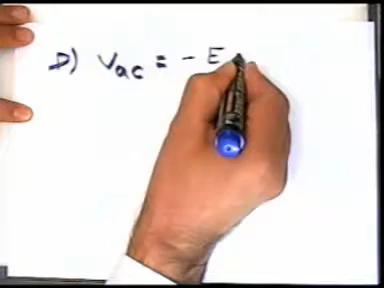 D) Vac = - E